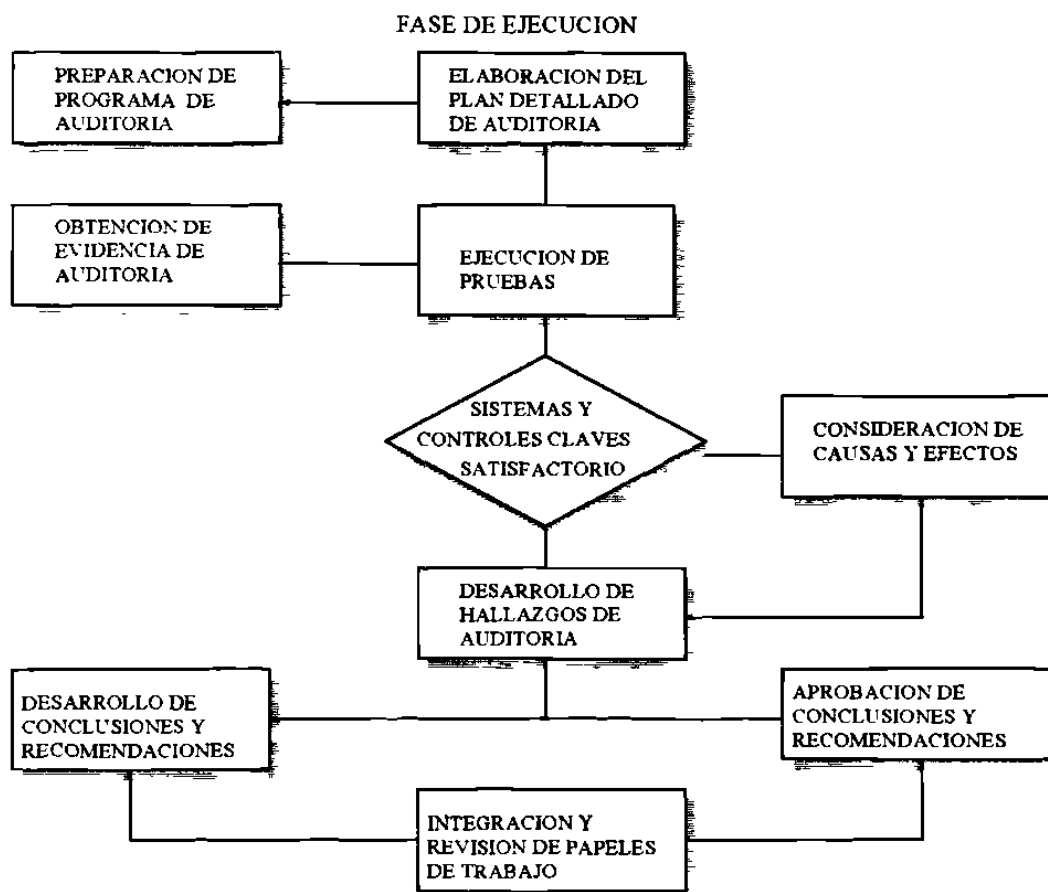 FASE DE EJECUCION
PREPARACION DE
PROGRAMA DE
AUDITORIA
ELABORACION DEL
PLAN DETALLADO
DE AUDITORIA
OBTENCION DE
EVIDENCIA DE
AUDITORIA
EJECUCION DE
PRUEBAS
SISTEMAS Y
CONTROLES CLAVES
SATISFACTORIO
CONSIDERACION DE
CAUSAS Y EFECTOS
DESARROLLO DE
HALLAZGOS DE
AUDITORIA
DESARROLLO DE
CONCLUSIONES Y
RECOMENDACIONES
APROBACION DE
CONCLUSIONES Y
RECOMENDACIONES
INTEGRACION Y
REVISION DE PAPELES
DE TRABAJO